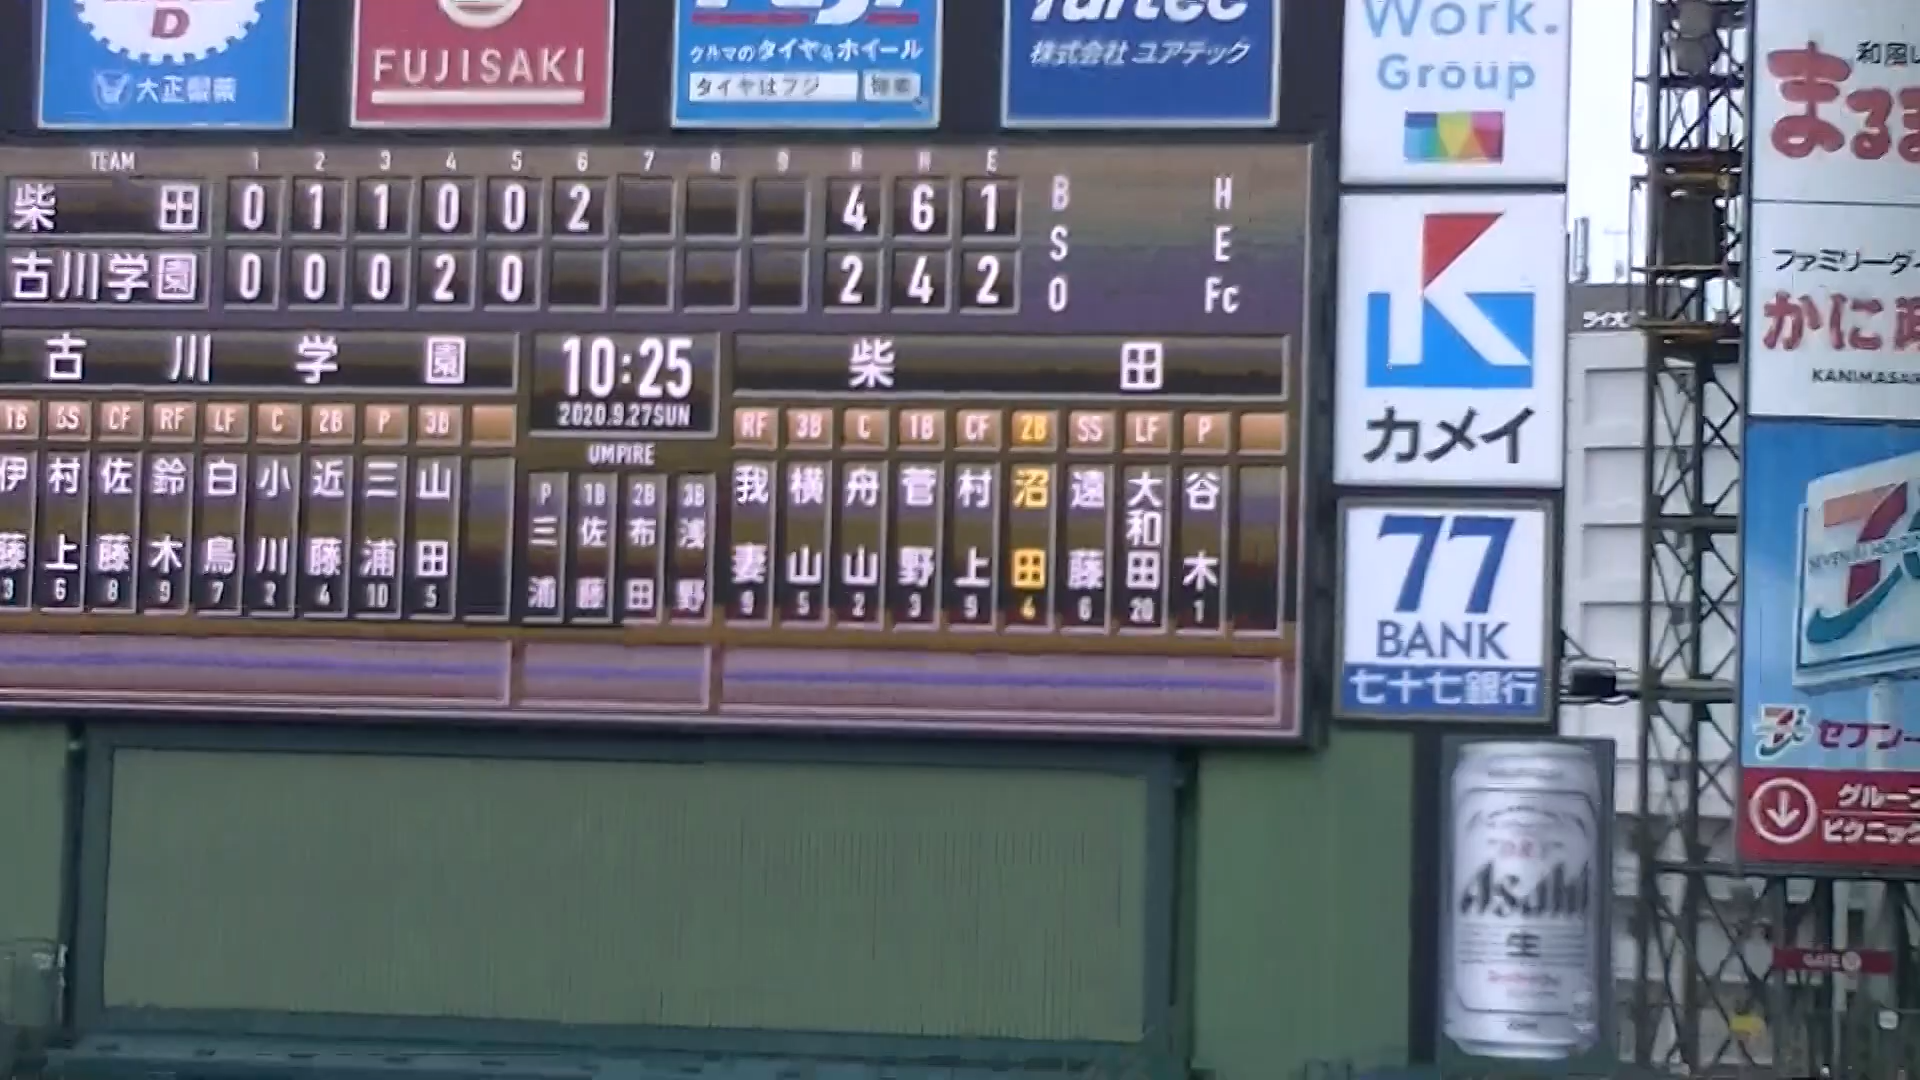 D
大正製薬
FUJISAKI
クルマのタイヤ&ホイール
タイヤはフジ 検索
株式会社 ユアテック
Work.
Group
TEAM 1 2 3 4 5 6 7 8 9 R H E
柴田 0 1 1 0 0 2 4 6 1
古川学園 0 0 0 2 0 2 4 2
B
S
O
H
E
Fc
古川学園
10:25
2020.9.27SUN
柴田
1B SS CF RF LF C 2B P 3B
伊藤 村上 佐藤 鈴木 白鳥 小川 近藤 三浦 山田
3 6 8 9 7 2 4 10 5
UMPIRE
P 1B 2B 3B
三浦 佐藤 布田 浅野
RF 3B C 1B CF 2B SS LF P
我妻 横山 舟山 菅野 村上 沼田 遠藤 大和田 谷木
9 5 2 3 9 4 6 20 1
カメイ
77
BANK
七十七銀行
Asahi
生
和風
まるま
ファミリーダイ
かに政
KANIMASA
セブン-
グループ
ピクニック
GATE